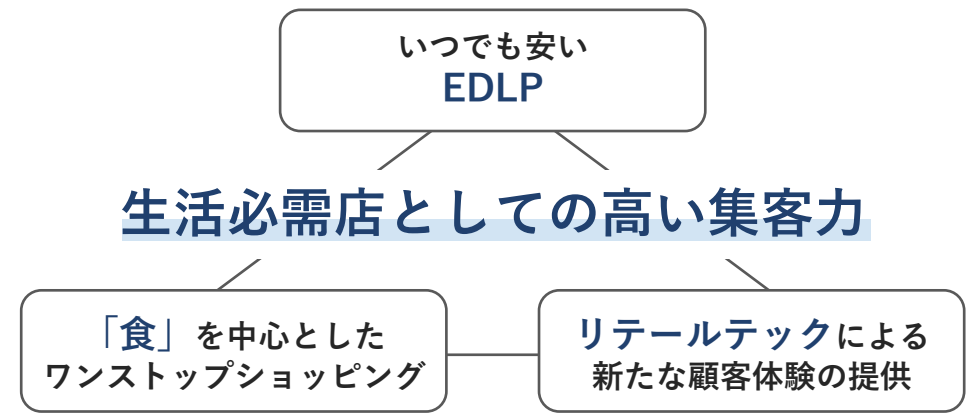 いつでも安い
EDLP
生活必需店としての高い集客力
「食」を中心とした
ワンストップショッピング
リテールテックによる
新たな顧客体験の提供